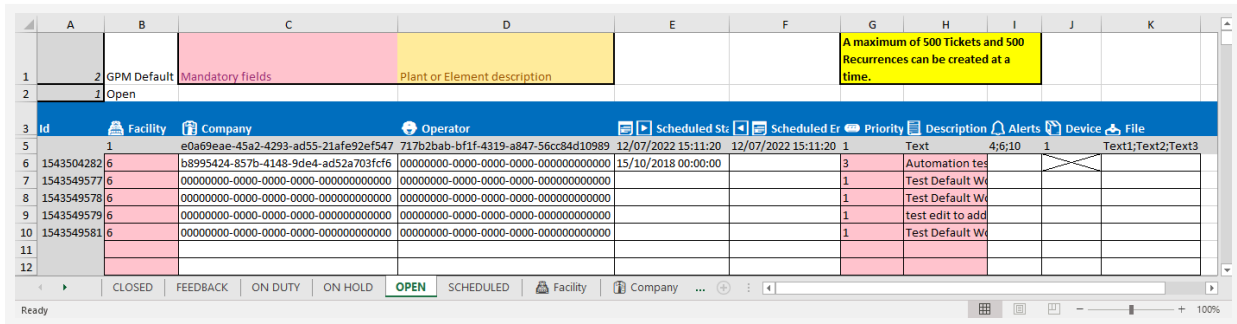 A B C D E F G H I J K
1 2 GPM Default Mandatory fields Plant or Element description A maximum of 500 Tickets and 500
Recurrences can be created at a
time.
2 1 Open
3 Id Facility Company Operator Scheduled Sta Scheduled Er Priority Description Alerts Device File
5 1 e0a69eae-45a2-4293-ad55-21afe92ef547 717b2bab-bf1f-4319-a847-56cc84d10989 12/07/2022 15:11:20 12/07/2022 15:11:20 1 Text 4;6;10 1 Text1;Text2;Text3
6 1543504282 6 b8995424-857b-4148-9de4-ad52a703fcf6 00000000-0000-0000-0000-000000000000 15/10/2018 00:00:00 3 Automation tes
7 1543549577 6 00000000-0000-0000-0000-000000000000 00000000-0000-0000-0000-000000000000 1 Test Default Wo
8 1543549578 6 00000000-0000-0000-0000-000000000000 00000000-0000-0000-0000-000000000000 1 Test Default Wo
9 1543549579 6 00000000-0000-0000-0000-000000000000 00000000-0000-0000-0000-000000000000 1 test edit to add
10 1543549581 6 00000000-0000-0000-0000-000000000000 00000000-0000-0000-0000-000000000000 1 Test Default Wo
11
12
CLOSED FEEDBACK ON DUTY ON HOLD OPEN SCHEDULED Facility Company ...
Ready 100%